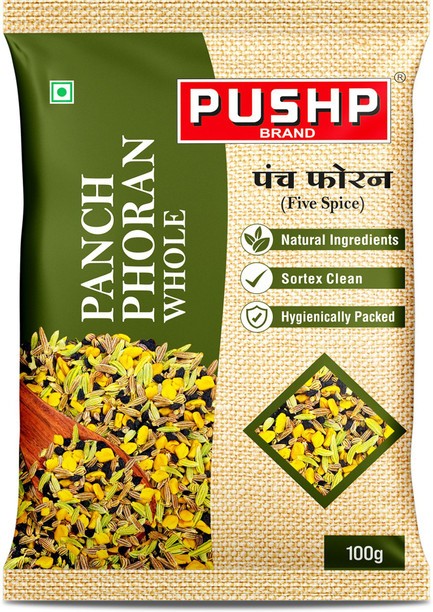 PUSHP
®
BRAND
पंच फोरन
(Five Spice)
PANCH
PHORAN
WHOLE
Natural Ingredients
Sortex Clean
Hygienically Packed
100g